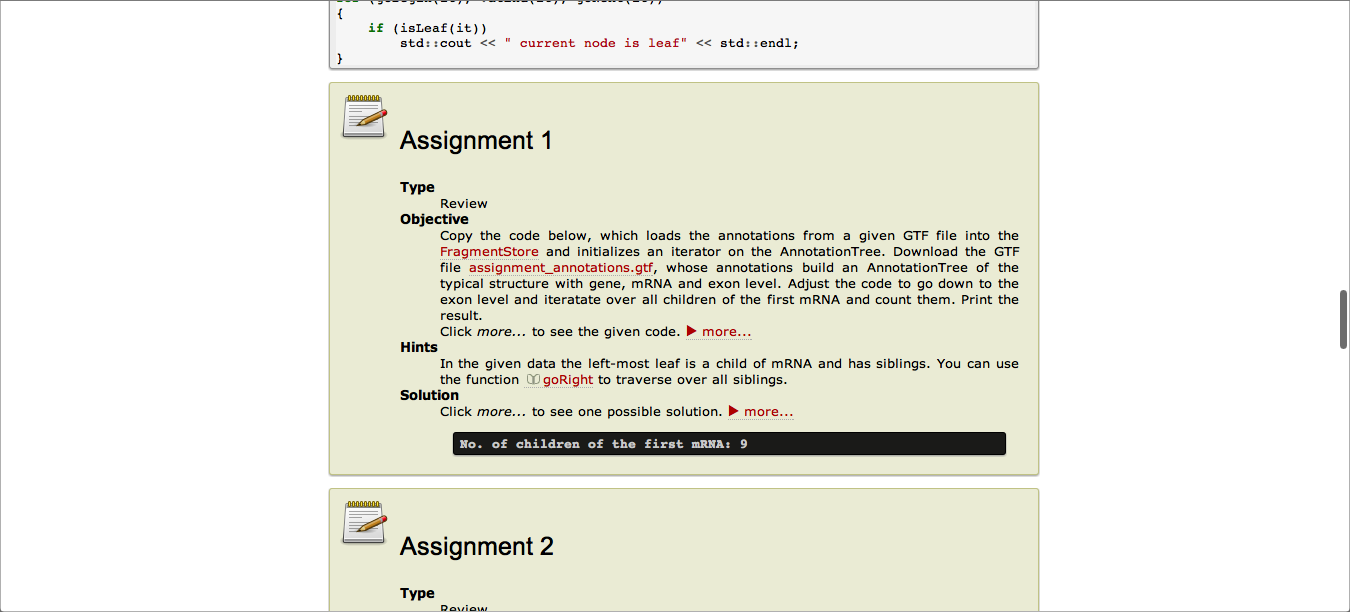 {
if (isLeaf(it))
std::cout << " current node is leaf" << std::endl;
}
Assignment 1
Type
Review
Objective
Copy the code below, which loads the annotations from a given GTF file into the
FragmentStore and initializes an iterator on the AnnotationTree. Download the GTF
file assignment_annotations.gtf, whose annotations build an AnnotationTree of the
typical structure with gene, mRNA and exon level. Adjust the code to go down to the
exon level and iteratate over all children of the first mRNA and count them. Print the
result.
Click more... to see the given code. ▶ more...
Hints
In the given data the left-most leaf is a child of mRNA and has siblings. You can use
the function goRight to traverse over all siblings.
Solution
Click more... to see one possible solution. ▶ more...
No. of children of the first mRNA: 9
Assignment 2
Type
Review